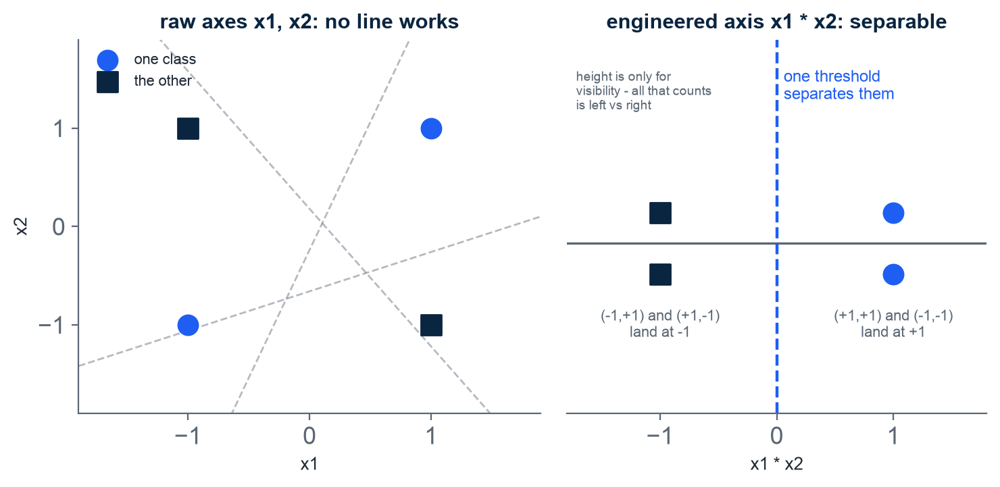 raw axes x1, x2: no line works
one class
the other
1
0
−1
x2
−1
0
1
x1
engineered axis x1 * x2: separable
height is only for
visibility - all that counts
is left vs right
one threshold
separates them
(-1,+1) and (+1,-1)
land at -1
(+1,+1) and (-1,-1)
land at +1
−1
0
1
x1 * x2